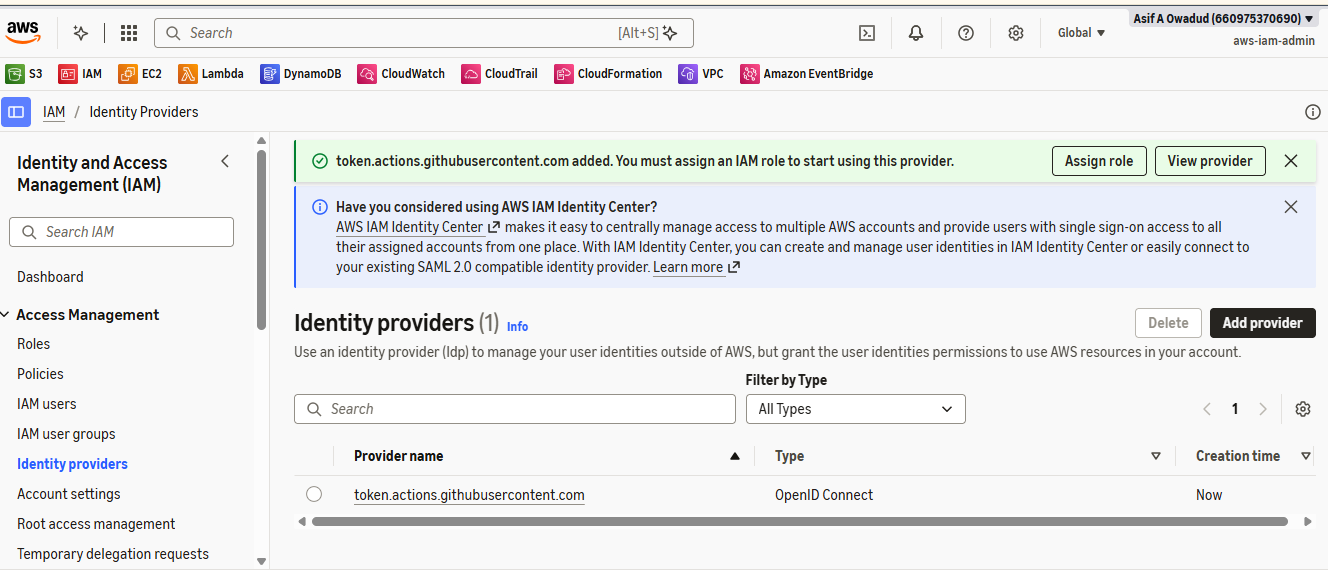 aws
Search
[Alt+S]
Global
Asif A Owadud (660975370690)
aws-iam-admin
S3
IAM
EC2
Lambda
DynamoDB
CloudWatch
CloudTrail
CloudFormation
VPC
Amazon EventBridge
IAM / Identity Providers
Identity and Access
Management (IAM)
Search IAM
Dashboard
Access Management
Roles
Policies
IAM users
IAM user groups
Identity providers
Account settings
Root access management
Temporary delegation requests
token.actions.githubusercontent.com added. You must assign an IAM role to start using this provider.
Assign role
View provider
Have you considered using AWS IAM Identity Center?
AWS IAM Identity Center makes it easy to centrally manage access to multiple AWS accounts and provide users with single sign-on access to all
their assigned accounts from one place. With IAM Identity Center, you can create and manage user identities in IAM Identity Center or easily connect to
your existing SAML 2.0 compatible identity provider. Learn more
Identity providers (1) Info
Delete
Add provider
Use an identity provider (Idp) to manage your user identities outside of AWS, but grant the user identities permissions to use AWS resources in your account.
Filter by Type
Search
All Types
1
Provider name
Type
Creation time
token.actions.githubusercontent.com
OpenID Connect
Now